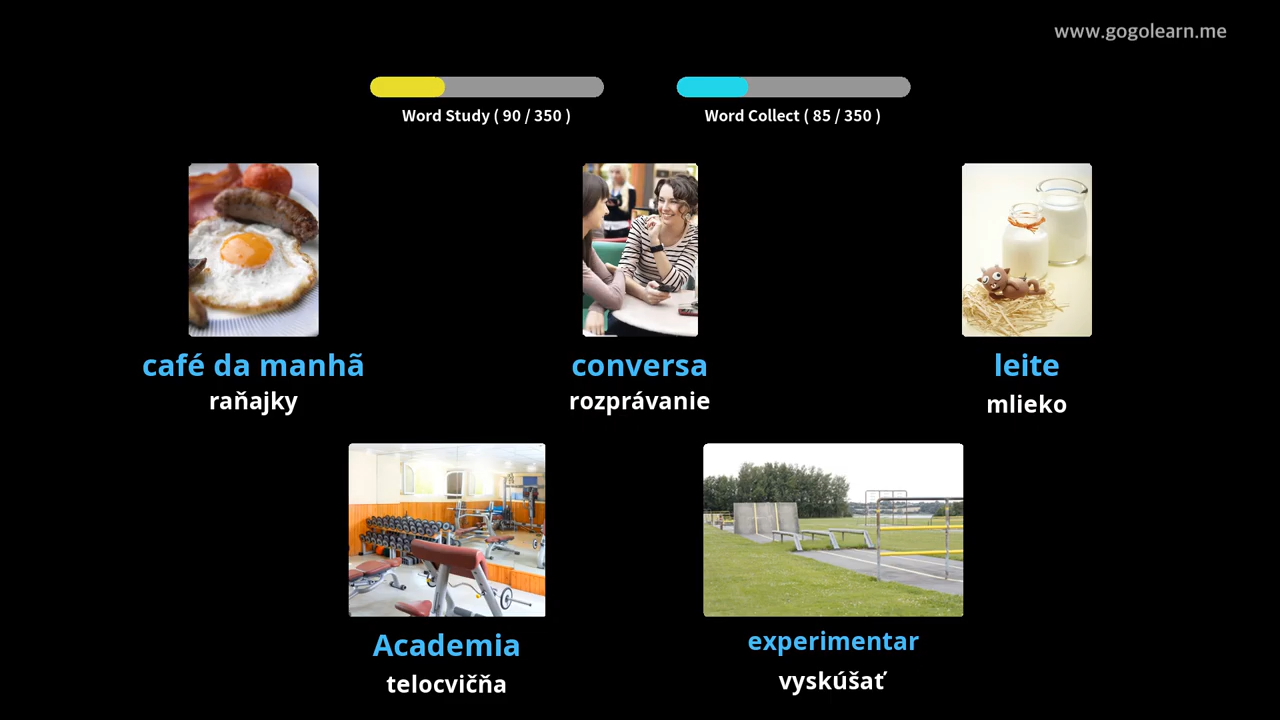 www.gogolearn.me
Word Study ( 90 / 350 )
Word Collect ( 85 / 350 )
café da manhã
raňajky
conversa
rozprávanie
leite
mlieko
Academia
telocvičňa
experimentar
vyskúšať